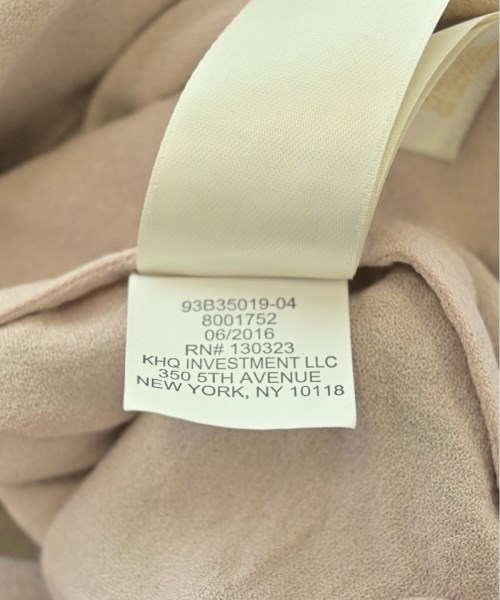 93B35019-04
8001752
06/2016
RN# 130323
KHQ INVESTMENT LLC
350 5TH AVENUE
NEW YORK, NY 10118